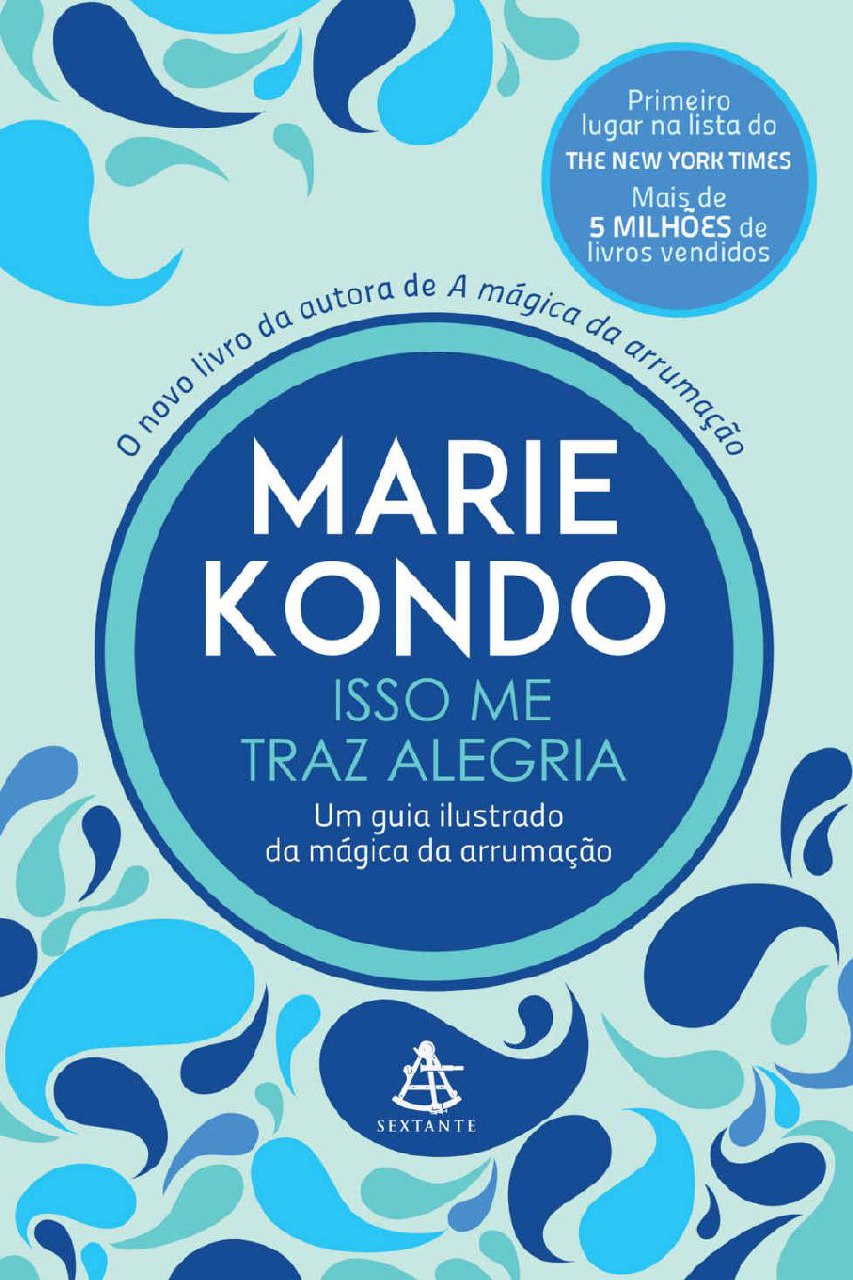 Primeiro
lugar na lista do
THE NEW YORK TIMES
Mais de
5 MILHÕES de
livros vendidos
O novo livro da autora de A mágica da arrumação
MARIE
KONDO
ISSO ME
TRAZ ALEGRIA
Um guia ilustrado
da mágica da arrumação
SEXTANTE